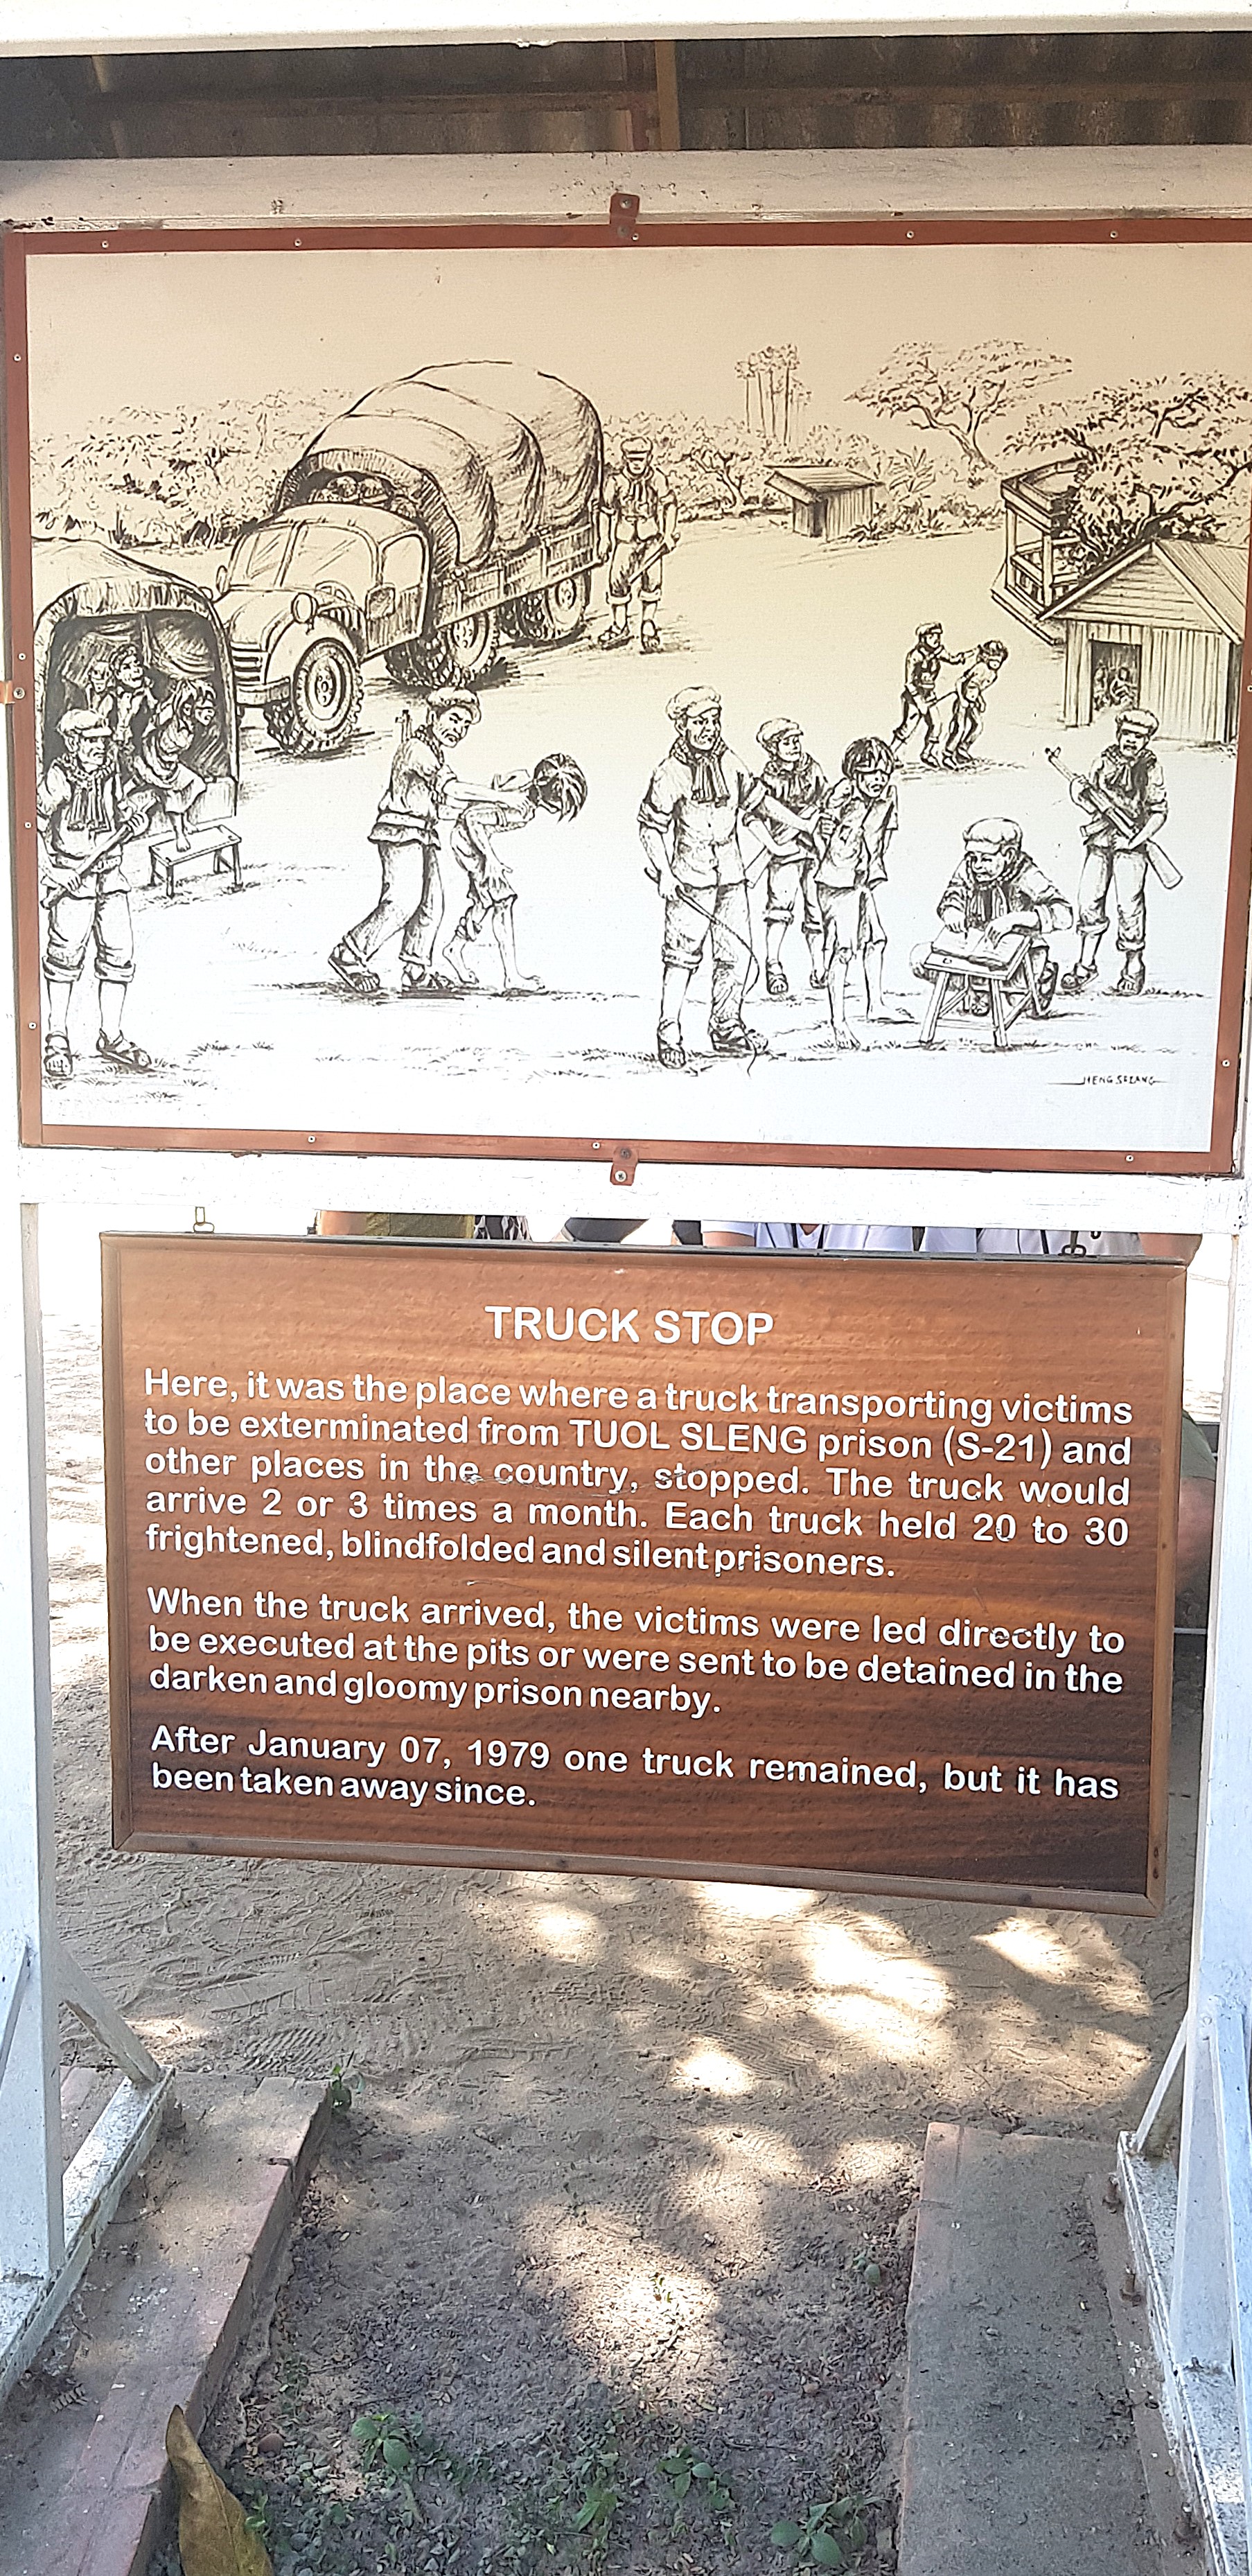 HENG SREANG
TRUCK STOP
Here, it was the place where a truck transporting victims
to be exterminated from TUOL SLENG prison (S-21) and
other places in the country, stopped. The truck would
arrive 2 or 3 times a month. Each truck held 20 to 30
frightened, blindfolded and silent prisoners.
When the truck arrived, the victims were led directly to
be executed at the pits or were sent to be detained in the
darken and gloomy prison nearby.
After January 07, 1979 one truck remained, but it has
been taken away since.